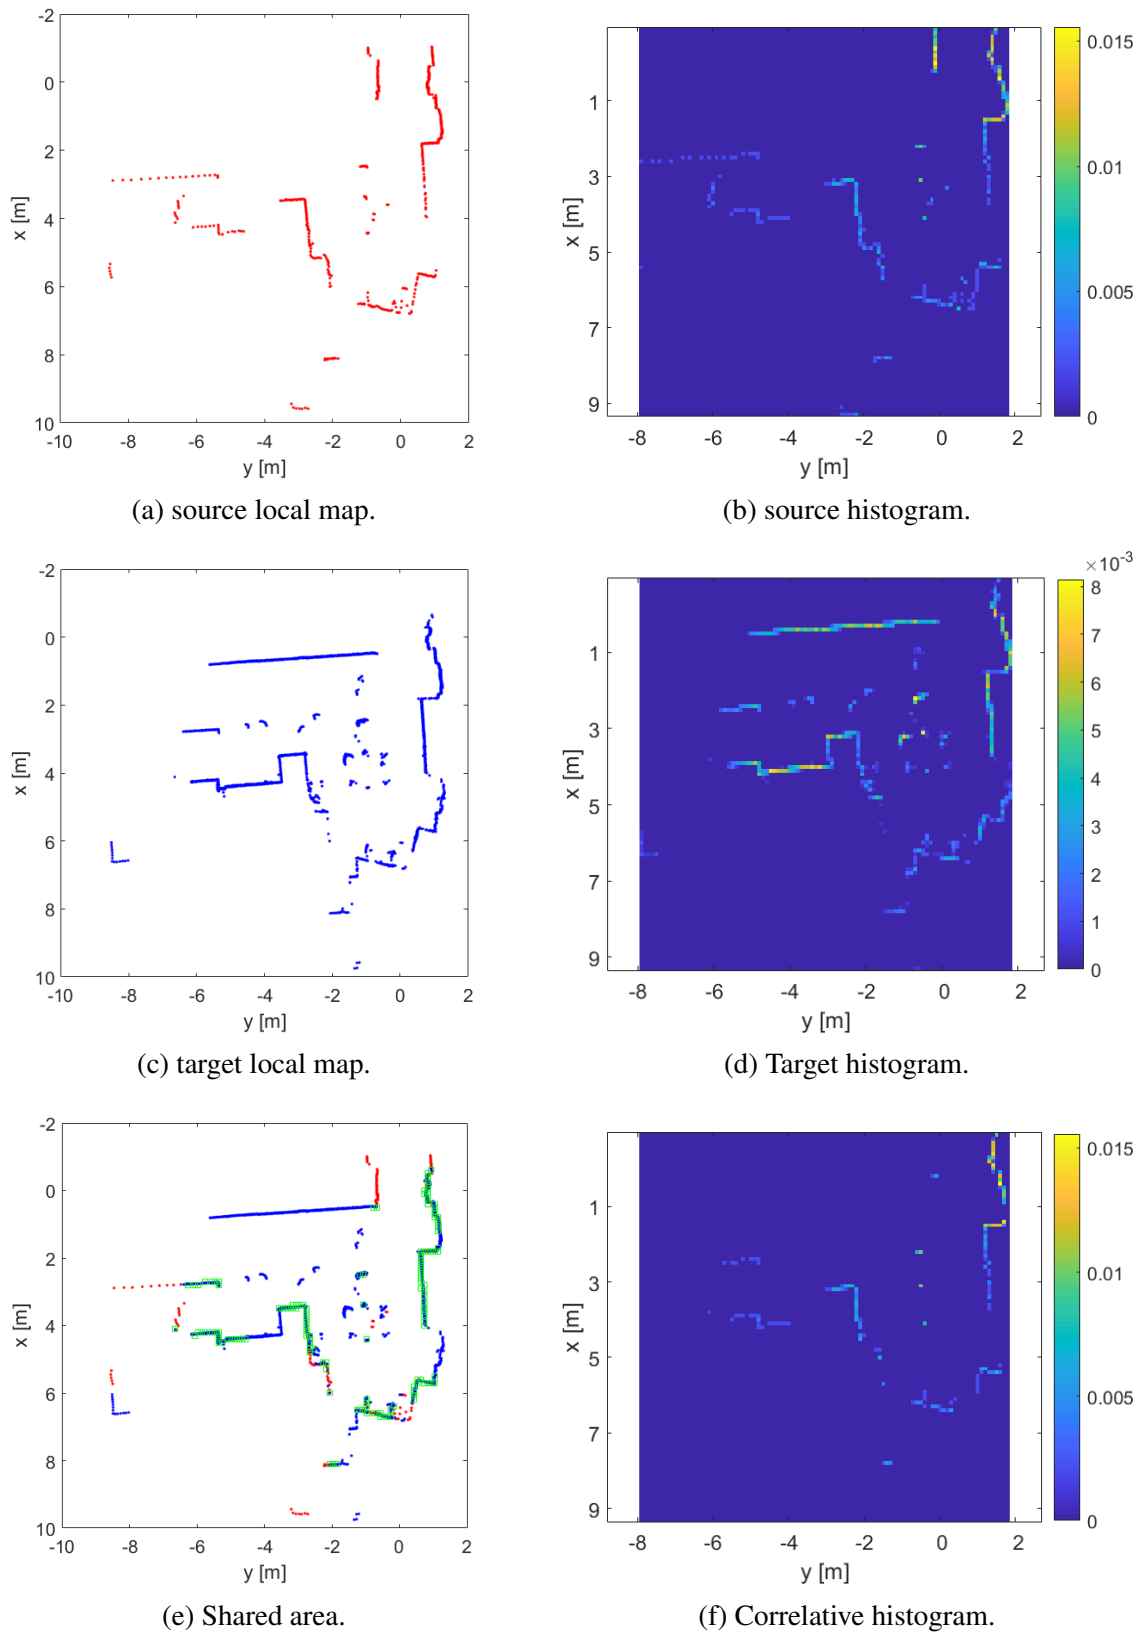 -2
0
2
4
6
8
10
x [m]
-10 -8 -6 -4 -2 0 2
y [m]
(a) source local map.
1
3
5
7
9
x [m]
-8 -6 -4 -2 0 2
y [m]
0.015
0.01
0.005
0
(b) source histogram.
-2
0
2
4
6
8
10
x [m]
-10 -8 -6 -4 -2 0 2
y [m]
(c) target local map.
1
3
5
7
9
x [m]
-8 -6 -4 -2 0 2
y [m]
×10-3
8
7
6
5
4
3
2
1
0
(d) Target histogram.
-2
0
2
4
6
8
10
x [m]
-10 -8 -6 -4 -2 0 2
y [m]
(e) Shared area.
1
3
5
7
9
x [m]
-8 -6 -4 -2 0 2
y [m]
0.015
0.01
0.005
0
(f) Correlative histogram.